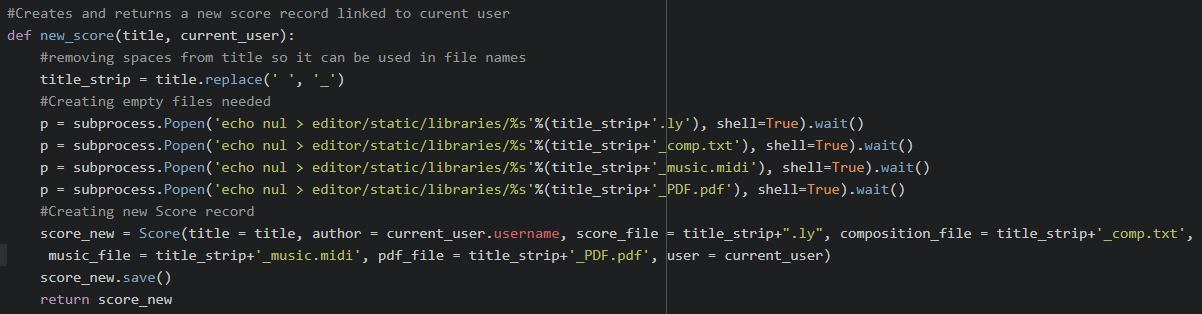 #Creates and returns a new score record linked to curent user
def new_score(title, current_user):
    #removing spaces from title so it can be used in file names
    title_strip = title.replace(' ', '_')
    #Creating empty files needed
    p = subprocess.Popen('echo nul > editor/static/libraries/%s'%(title_strip+'.ly'), shell=True).wait()
    p = subprocess.Popen('echo nul > editor/static/libraries/%s'%(title_strip+'_comp.txt'), shell=True).wait()
    p = subprocess.Popen('echo nul > editor/static/libraries/%s'%(title_strip+'_music.midi'), shell=True).wait()
    p = subprocess.Popen('echo nul > editor/static/libraries/%s'%(title_strip+'_PDF.pdf'), shell=True).wait()
    #Creating new Score record
    score_new = Score(title = title, author = current_user.username, score_file = title_strip+".ly", composition_file = title_strip+'_comp.txt',
     music_file = title_strip+'_music.midi', pdf_file = title_strip+'_PDF.pdf', user = current_user)
    score_new.save()
    return score_new